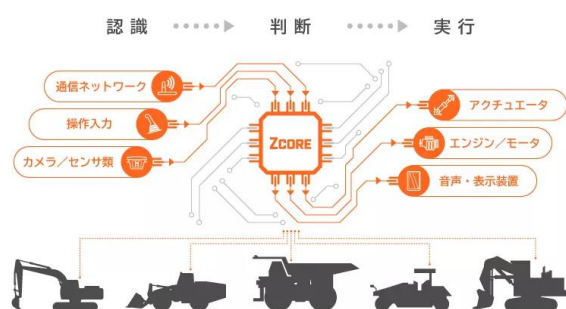 認識 判断 実行
通信ネットワーク
操作入力
カメラ／センサ類
ZCORE
アクチュエータ
エンジン／モータ
音声・表示装置